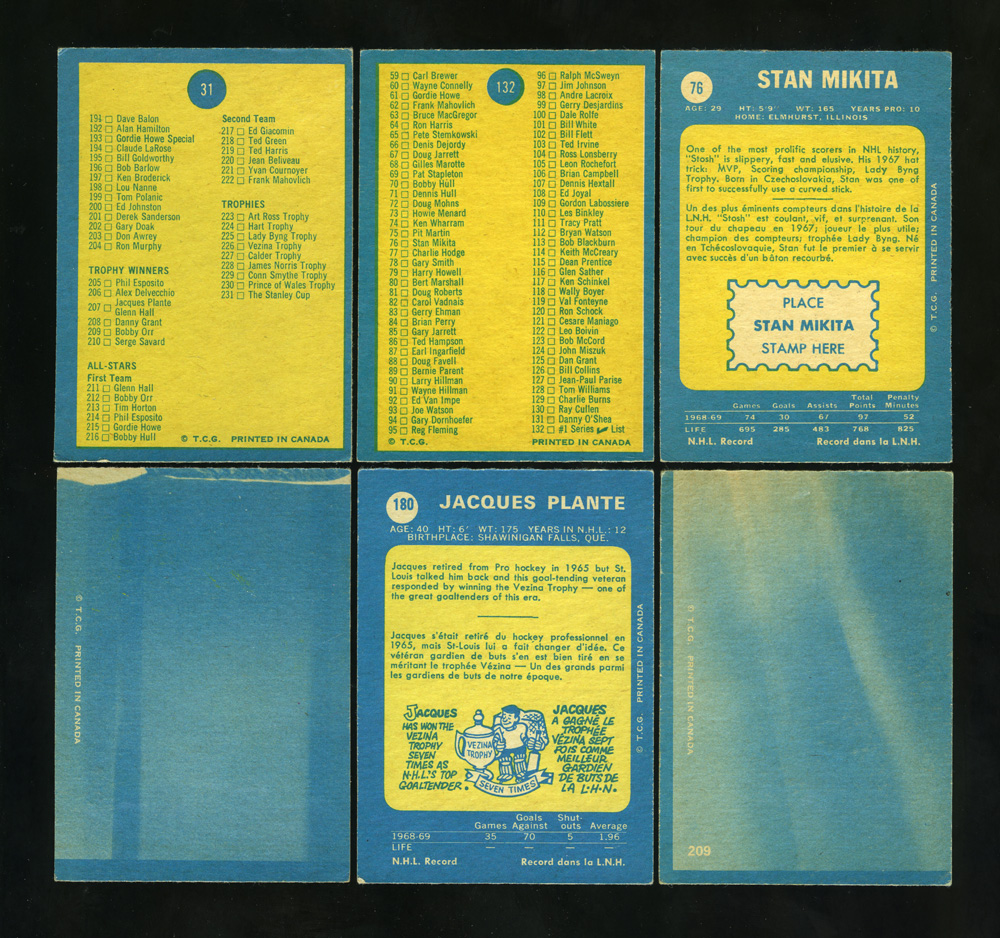 31
191 □ Dave Balon
192 □ Alan Hamilton
193 □ Gordie Howe Special
194 □ Claude LaRose
195 □ Bill Goldworthy
196 □ Bob Barlow
197 □ Ken Broderick
198 □ Lou Nanne
199 □ Tom Polanic
200 □ Ed Johnston
201 □ Derek Sanderson
202 □ Gary Doak
203 □ Don Awrey
204 □ Ron Murphy
TROPHY WINNERS
205 □ Phil Esposito
206 □ Alex Delvecchio
207 □ Jacques Plante
Glenn Hall
208 □ Danny Grant
209 □ Bobby Orr
210 □ Serge Savard
ALL-STARS
First Team
211 □ Glenn Hall
212 □ Bobby Orr
213 □ Tim Horton
214 □ Phil Esposito
215 □ Gordie Howe
216 □ Bobby Hull
Second Team
217 □ Ed Giacomin
218 □ Ted Green
219 □ Ted Harris
220 □ Jean Beliveau
221 □ Yvan Cournoyer
222 □ Frank Mahovlich
TROPHIES
223 □ Art Ross Trophy
224 □ Hart Trophy
225 □ Lady Byng Trophy
226 □ Vezina Trophy
227 □ Calder Trophy
228 □ James Norris Trophy
229 □ Conn Smythe Trophy
230 □ Prince of Wales Trophy
231 □ The Stanley Cup
© T.C.G. PRINTED IN CANADA
132
59 □ Carl Brewer
60 □ Wayne Connelly
61 □ Gordie Howe
62 □ Frank Mahovlich
63 □ Bruce MacGregor
64 □ Ron Harris
65 □ Pete Stemkowski
66 □ Denis Dejordy
67 □ Doug Jarrett
68 □ Gilles Marotte
69 □ Pat Stapleton
70 □ Bobby Hull
71 □ Dennis Hull
72 □ Doug Mohns
73 □ Howie Menard
74 □ Ken Wharram
75 □ Pit Martin
76 □ Stan Mikita
77 □ Charlie Hodge
78 □ Gary Smith
79 □ Harry Howell
80 □ Bert Marshall
81 □ Doug Roberts
82 □ Carol Vadnais
83 □ Gerry Ehman
84 □ Brian Perry
85 □ Gary Jarrett
86 □ Ted Hampson
87 □ Earl Ingarfield
88 □ Doug Favell
89 □ Bernie Parent
90 □ Larry Hillman
91 □ Wayne Hillman
92 □ Ed Van Impe
93 □ Joe Watson
94 □ Gary Dornhoefer
95 □ Reg Fleming
96 □ Ralph McSweyn
97 □ Jim Johnson
98 □ Andre Lacroix
99 □ Gerry Desjardins
100 □ Dale Rolfe
101 □ Bill White
102 □ Bill Flett
103 □ Ted Irvine
104 □ Ross Lonsberry
105 □ Leon Rochefort
106 □ Brian Campbell
107 □ Dennis Hextall
108 □ Ed Joyal
109 □ Gordon Labossiere
110 □ Les Binkley
111 □ Tracy Pratt
112 □ Bryan Watson
113 □ Bob Blackburn
114 □ Keith McCreary
115 □ Dean Prentice
116 □ Glen Sather
117 □ Ken Schinkel
118 □ Wally Boyer
119 □ Val Fonteyne
120 □ Ron Schock
121 □ Cesare Maniago
122 □ Leo Boivin
123 □ Bob McCord
124 □ John Miszuk
125 □ Dan Grant
126 □ Bill Collins
127 □ Jean-Paul Parise
128 □ Tom Williams
129 □ Charlie Burns
130 □ Ray Cullen
131 □ Danny O'Shea
132 □ #1 Series ✔ List
© T.C.G. PRINTED IN CANADA
76 STAN MIKITA
AGE: 29 HT: 5'9" WT: 165 YEARS PRO: 10
HOME: ELMHURST, ILLINOIS
One of the most prolific scorers in NHL history,
"Stosh" is slippery, fast and elusive. His 1967 hat
trick: MVP, Scoring championship, Lady Byng
Trophy. Born in Czechoslovakia, Stan was one of
first to successfully use a curved stick.
Un des plus éminents compteurs dans l'histoire de la
L.N.H. "Stosh" est coulant, vif, et surprenant. Son
tour du chapeau en 1967; joueur le plus utile;
champion des compteurs; trophée Lady Byng. Né
en Tchécoslovaquie, Stan fut le premier à se servir
avec succès d'un bâton recourbé.
PLACE
STAN MIKITA
STAMP HERE
© T.C.G. PRINTED IN CANADA
Games Goals Assists Total Points Penalty Minutes
1968-69 74 30 67 97 52
LIFE 695 285 483 768 825
N.H.L. Record Record dans la L.N.H.
© T.C.G. PRINTED IN CANADA
180 JACQUES PLANTE
AGE: 40 HT: 6' WT: 175 YEARS IN N.H.L.: 12
BIRTHPLACE: SHAWINIGAN FALLS, QUE.
Jacques retired from Pro hockey in 1965 but St.
Louis talked him back and this goal-tending veteran
responded by winning the Vezina Trophy — one of
the great goaltenders of this era.
Jacques s'était retiré du hockey professionnel en
1965, mais St-Louis lui a fait changer d'idée. Ce
vétéran gardien de buts s'en est bien tiré en se
méritant le trophée Vézina — Un des grands parmi
les gardiens de buts de notre époque.
JACQUES
HAS WON THE
VEZINA
TROPHY
SEVEN
TIMES AS
N.H.L.'S TOP
GOALTENDER.
VEZINA
TROPHY
SEVEN TIMES
JACQUES
A GAGNÉ LE
TROPHÉE
VÉZINA SEPT
FOIS COMME
MEILLEUR
GARDIEN
DE BUTS DE
LA L.H.N.
© T.C.G. PRINTED IN CANADA
Games Goals Against Shut-outs Average
1968-69 35 70 5 1.96
LIFE — — — —
N.H.L. Record Record dans la L.N.H.
© T.C.G. PRINTED IN CANADA
209